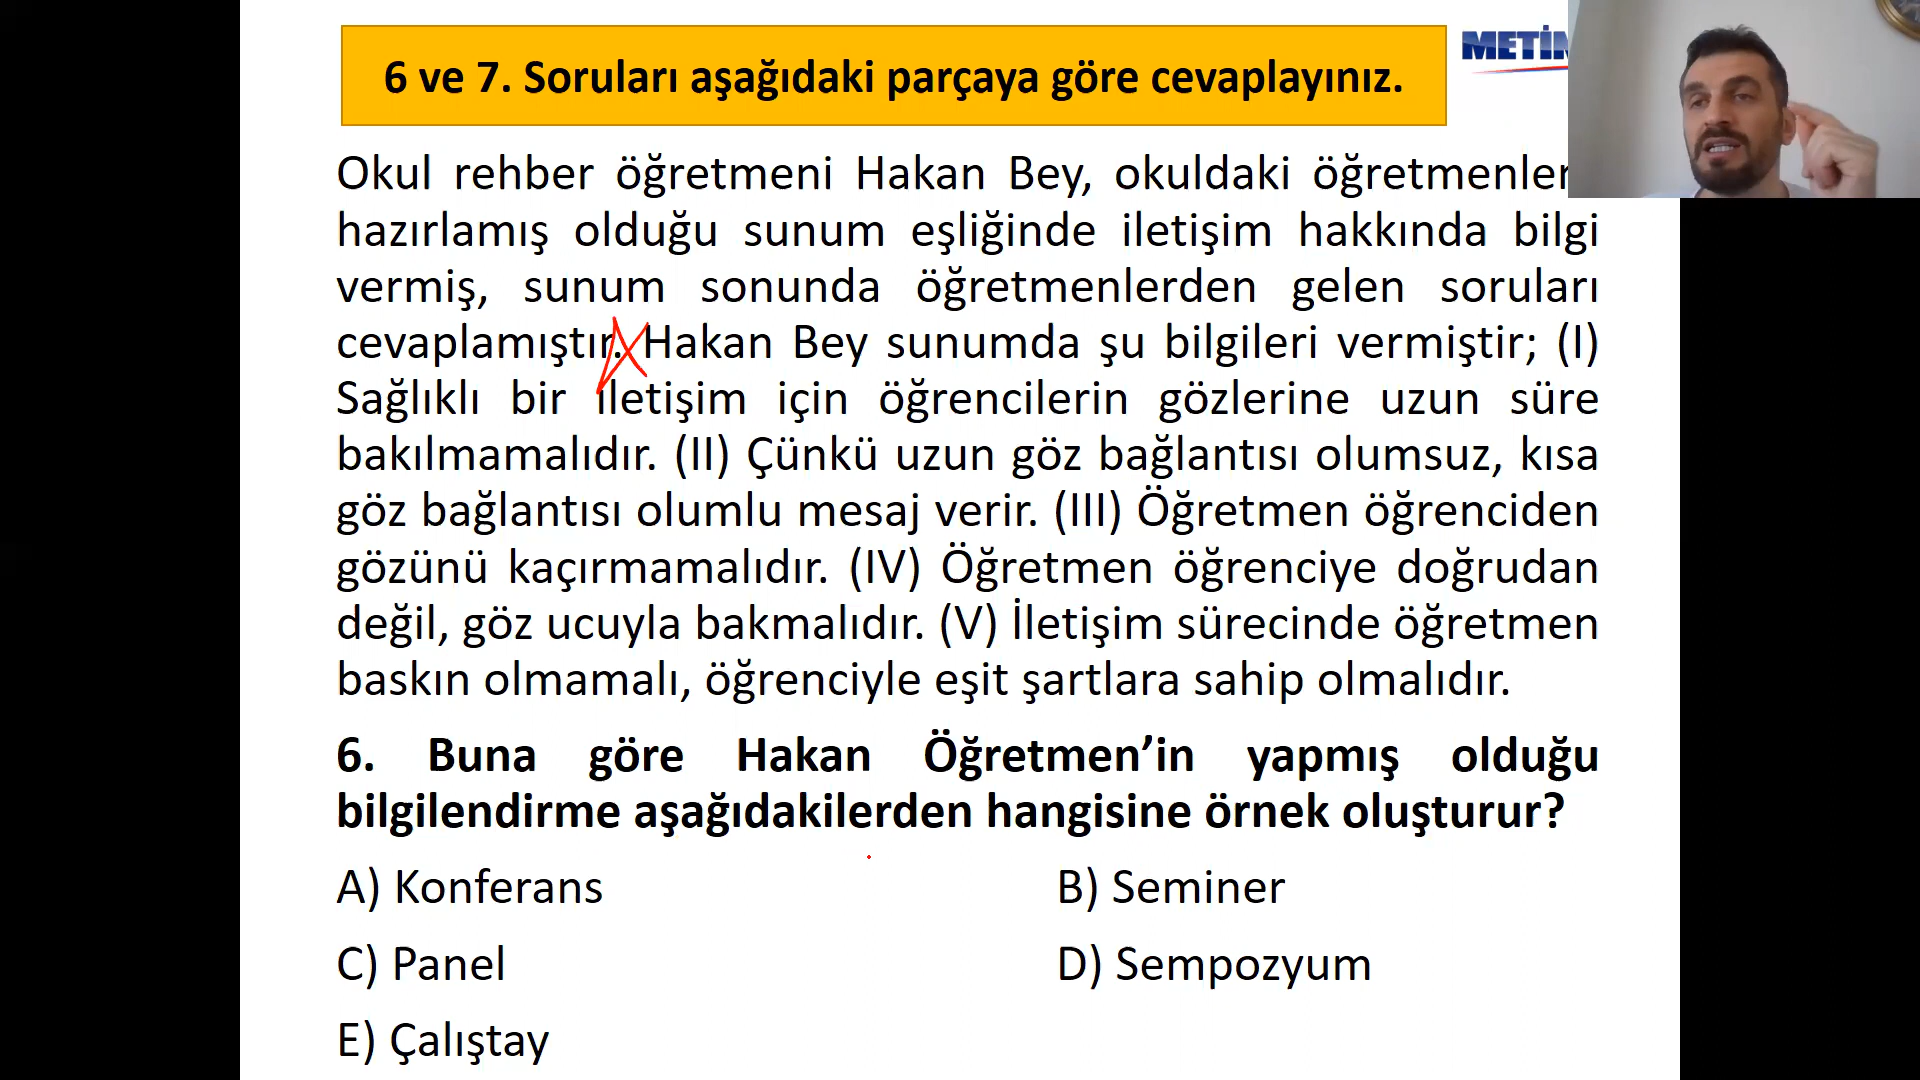 6 ve 7. Soruları aşağıdaki parçaya göre cevaplayınız.
Okul rehber öğretmeni Hakan Bey, okuldaki
hazırlamış olduğu sunum eşliğinde iletişim hakkında bilgi
vermiş, sunum sonunda öğretmenlerden gelen soruları
cevaplamıştır. Hakan Bey sunumda şu bilgileri vermiştir; (I)
Sağlıklı bir iletişim için öğrencilerin gözlerine uzun süre
bakılmamalıdır. (II) Çünkü uzun göz bağlantısı olumsuz, kısa
göz bağlantısı olumlu mesaj verir. (III) Öğretmen öğrenciden
gözünü kaçırmamalıdır. (IV) Öğretmen öğrenciye doğrudan
değil, göz ucuyla bakmalıdır. (V) İletişim sürecinde öğretmen
baskın olmamalı, öğrenciyle eşit şartlara sahip olmalıdır.
6. Buna göre Hakan Öğretmen’in yapmış olduğu
bilgilendirme aşağıdakilerden hangisine örnek oluşturur?
A) Konferans
B) Seminer
C) Panel
D) Sempozyum
E) Çalıştay